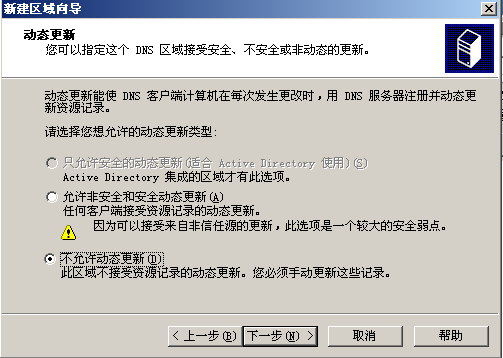 新建区域向导
动态更新
您可以指定这个 DNS 区域接受安全、不安全或非动态的更新。
动态更新能使 DNS 客户端计算机在每次发生更改时，用 DNS 服务器注册并动态更
新资源记录。
请选择您想允许的动态更新类型:
只允许安全的动态更新(适合 Active Directory 使用)(S)
Active Directory 集成的区域才有此选项。
允许非安全和安全动态更新(A)
任何客户端接受资源记录的动态更新。
因为可以接受来自非信任源的更新，此选项是一个较大的安全弱点。
不允许动态更新(D)
此区域不接受资源记录的动态更新。您必须手动更新这些记录。
< 上一步(B)
下一步(N) >
取消
帮助